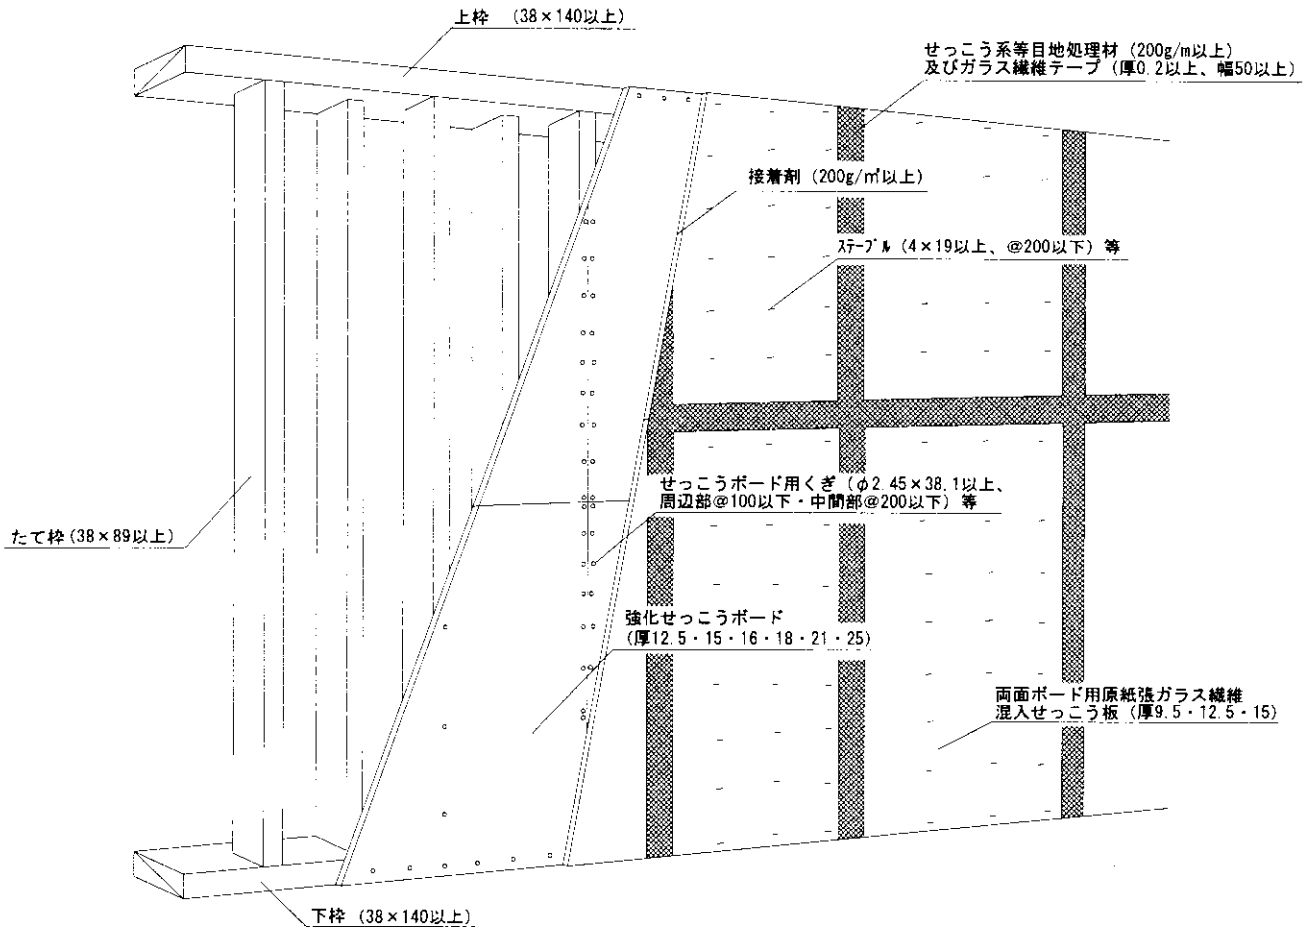 上枠 (38×140以上)
せっこう系等目地処理材 (200g/m以上)
及びガラス繊維テープ (厚0.2以上、幅50以上)
接着剤 (200g/㎡以上)
ｽﾃｰﾌﾟﾙ (4×19以上、@200以下) 等
せっこうボード用くぎ (φ2.45×38.1以上、
周辺部@100以下・中間部@200以下) 等
たて枠 (38×89以上)
強化せっこうボード
(厚12.5・15・16・18・21・25)
両面ボード用原紙張ガラス繊維
混入せっこう板 (厚9.5・12.5・15)
下枠 (38×140以上)